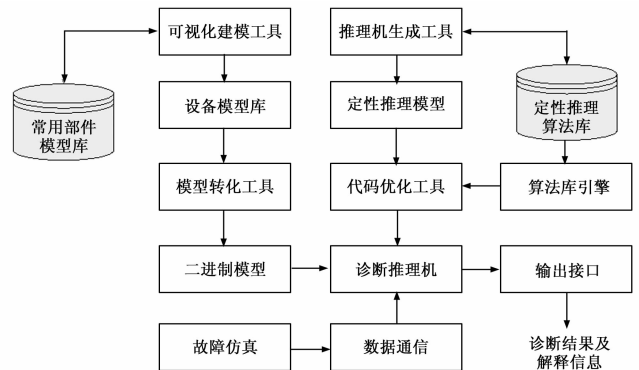 可视化建模工具
推理机生成工具
常用部件
模型库
设备模型库
定性推理模型
定性推理
算法库
模型转化工具
代码优化工具
算法库引擎
二进制模型
诊断推理机
输出接口
故障仿真
数据通信
诊断结果及
解释信息